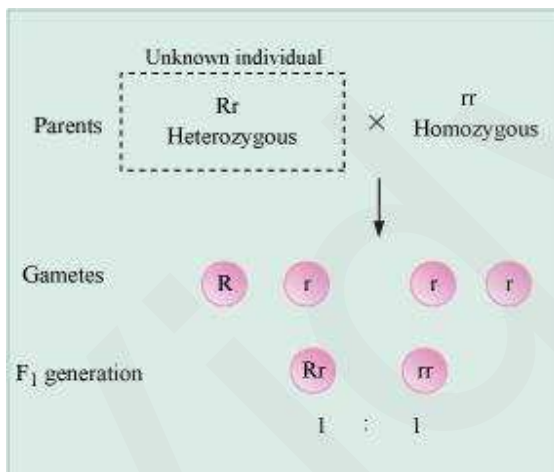 Unknown individual
Rr
Heterozygous
Parents
×
rr
Homozygous
Gametes
R r r r
F₁ generation
Rr rr
1 : 1